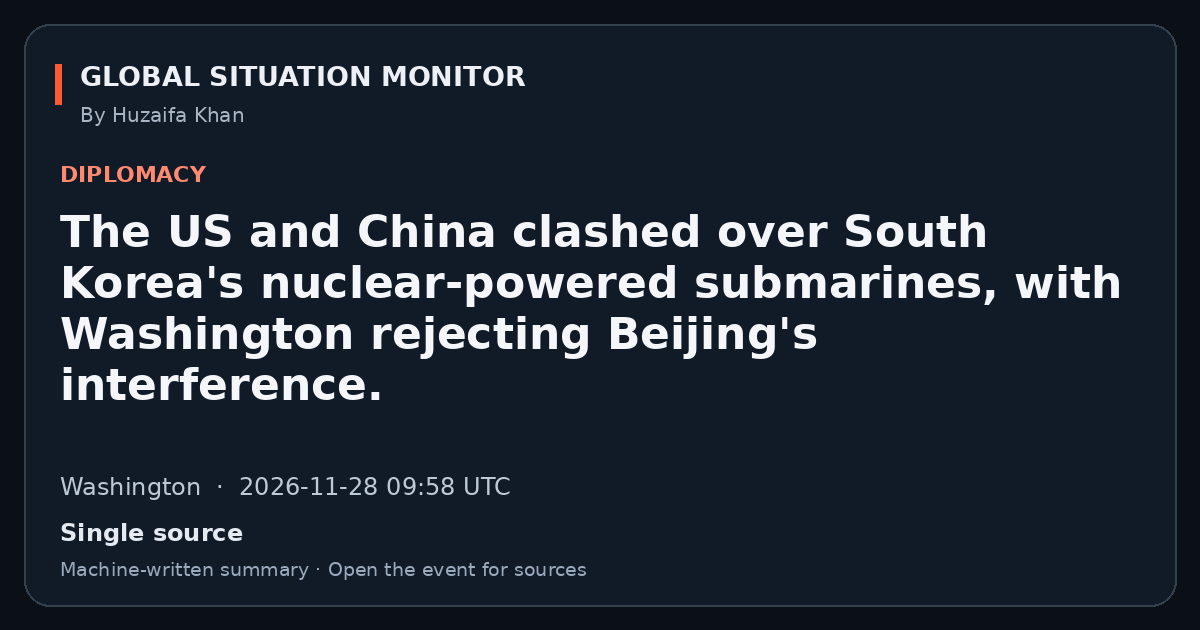 GLOBAL SITUATION MONITOR
By Huzaifa Khan
DIPLOMACY
The US and China clashed over South
Korea's nuclear-powered submarines, with
Washington rejecting Beijing's
interference.
Washington · 2026-11-28 09:58 UTC
Single source
Machine-written summary · Open the event for sources